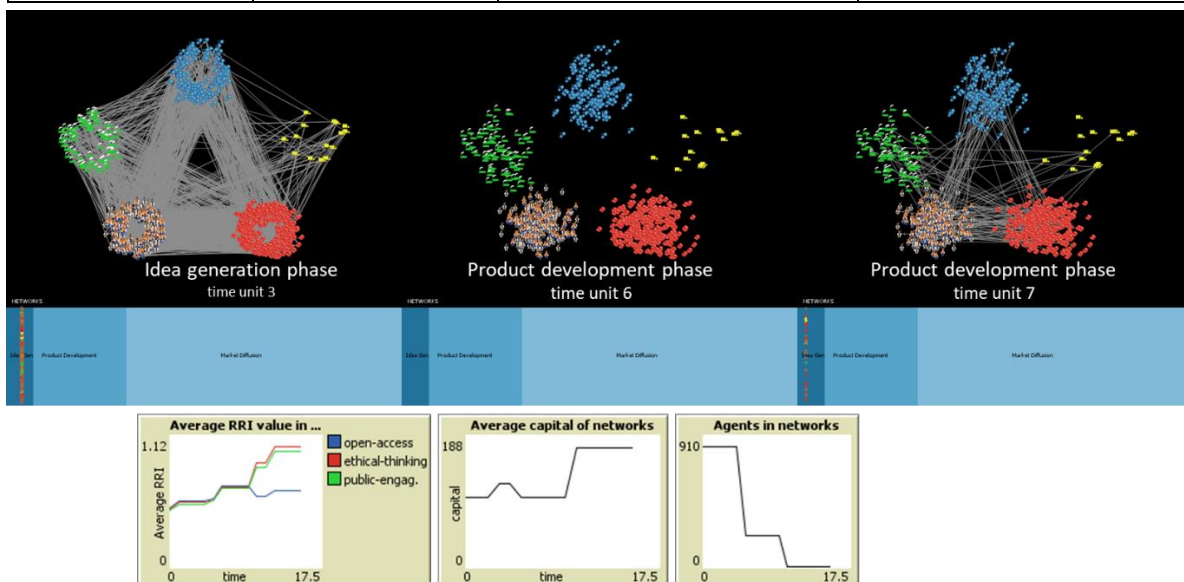 Idea generation phase
time unit 3
Product development phase
time unit 6
Product development phase
time unit 7
NETWORKS
NETWORKS
NETWORKS
Idea Gen
Product Development
Market Diffusion
Idea Gen
Product Development
Market Diffusion
Idea Gen
Product Development
Market Diffusion
Average RRI value in ...
1.12
Average RRI
0
0
time
17.5
open-access
ethical-thinking
public-engag.
Average capital of networks
188
capital
0
0
time
17.5
Agents in networks
910
0
0
17.5